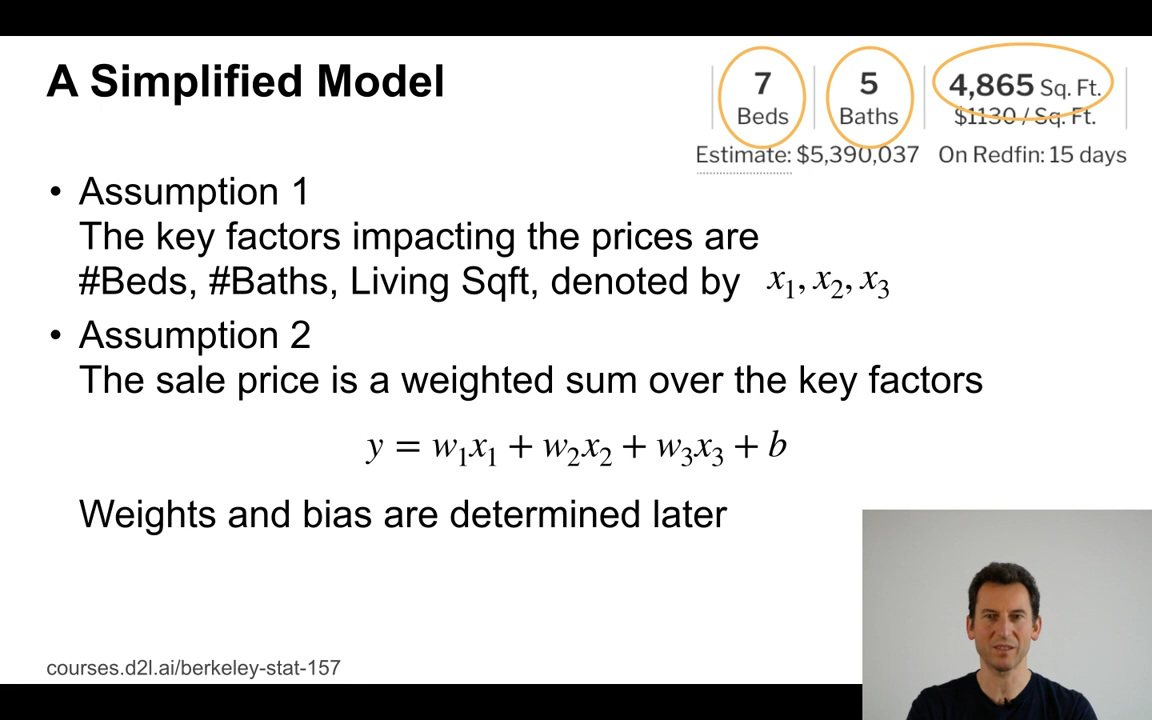 A Simplified Model
7
Beds
5
Baths
4,865 Sq. Ft.
$1130 / Sq. Ft.
Estimate: $5,390,037 On Redfin: 15 days
• Assumption 1
The key factors impacting the prices are
#Beds, #Baths, Living Sqft, denoted by x₁, x₂, x₃
• Assumption 2
The sale price is a weighted sum over the key factors
y = w₁x₁ + w₂x₂ + w₃x₃ + b
Weights and bias are determined later
courses.d2l.ai/berkeley-stat-157